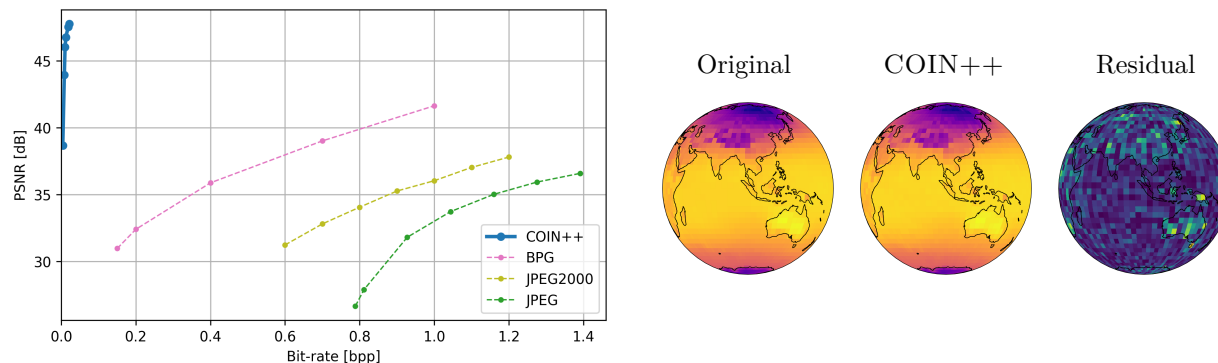 45
40
35
30
PSNR [dB]
0.0 0.2 0.4 0.6 0.8 1.0 1.2 1.4
Bit-rate [bpp]
COIN++
BPG
JPEG2000
JPEG
Original COIN++ Residual